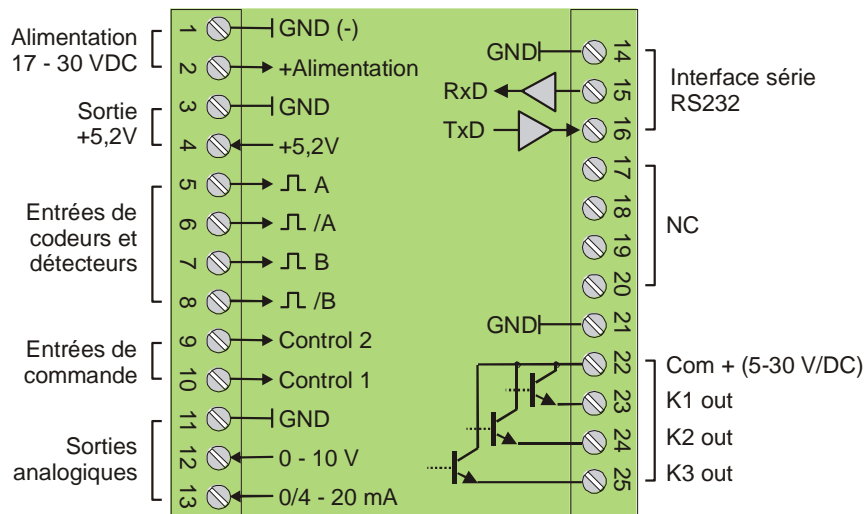 Alimentation
17 - 30 VDC
Sortie
+5,2V
Entrées de
codeurs et
détecteurs
Entrées de
commande
Sorties
analogiques
1 GND (-)
2 +Alimentation
3 GND
4 +5,2V
5 A
6 /A
7 B
8 /B
9 Control 2
10 Control 1
11 GND
12 0 - 10 V
13 0/4 - 20 mA
GND 14
RxD 15
TxD 16
17
18
19
20
GND 21
22
23
24
25
Interface série
RS232
NC
Com + (5-30 V/DC)
K1 out
K2 out
K3 out